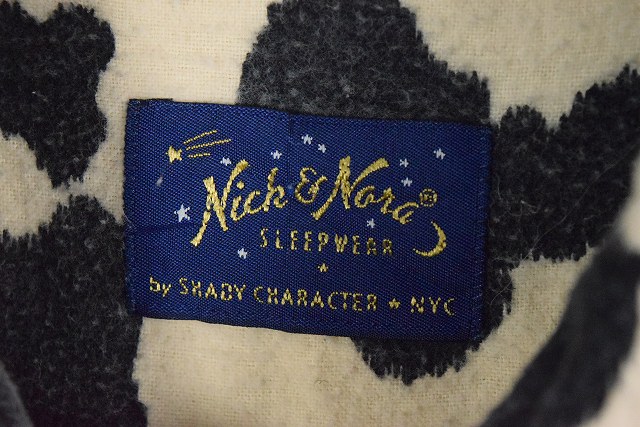 Nick & Nora®
SLEEPWEAR
by SHADY CHARACTER ★ NYC